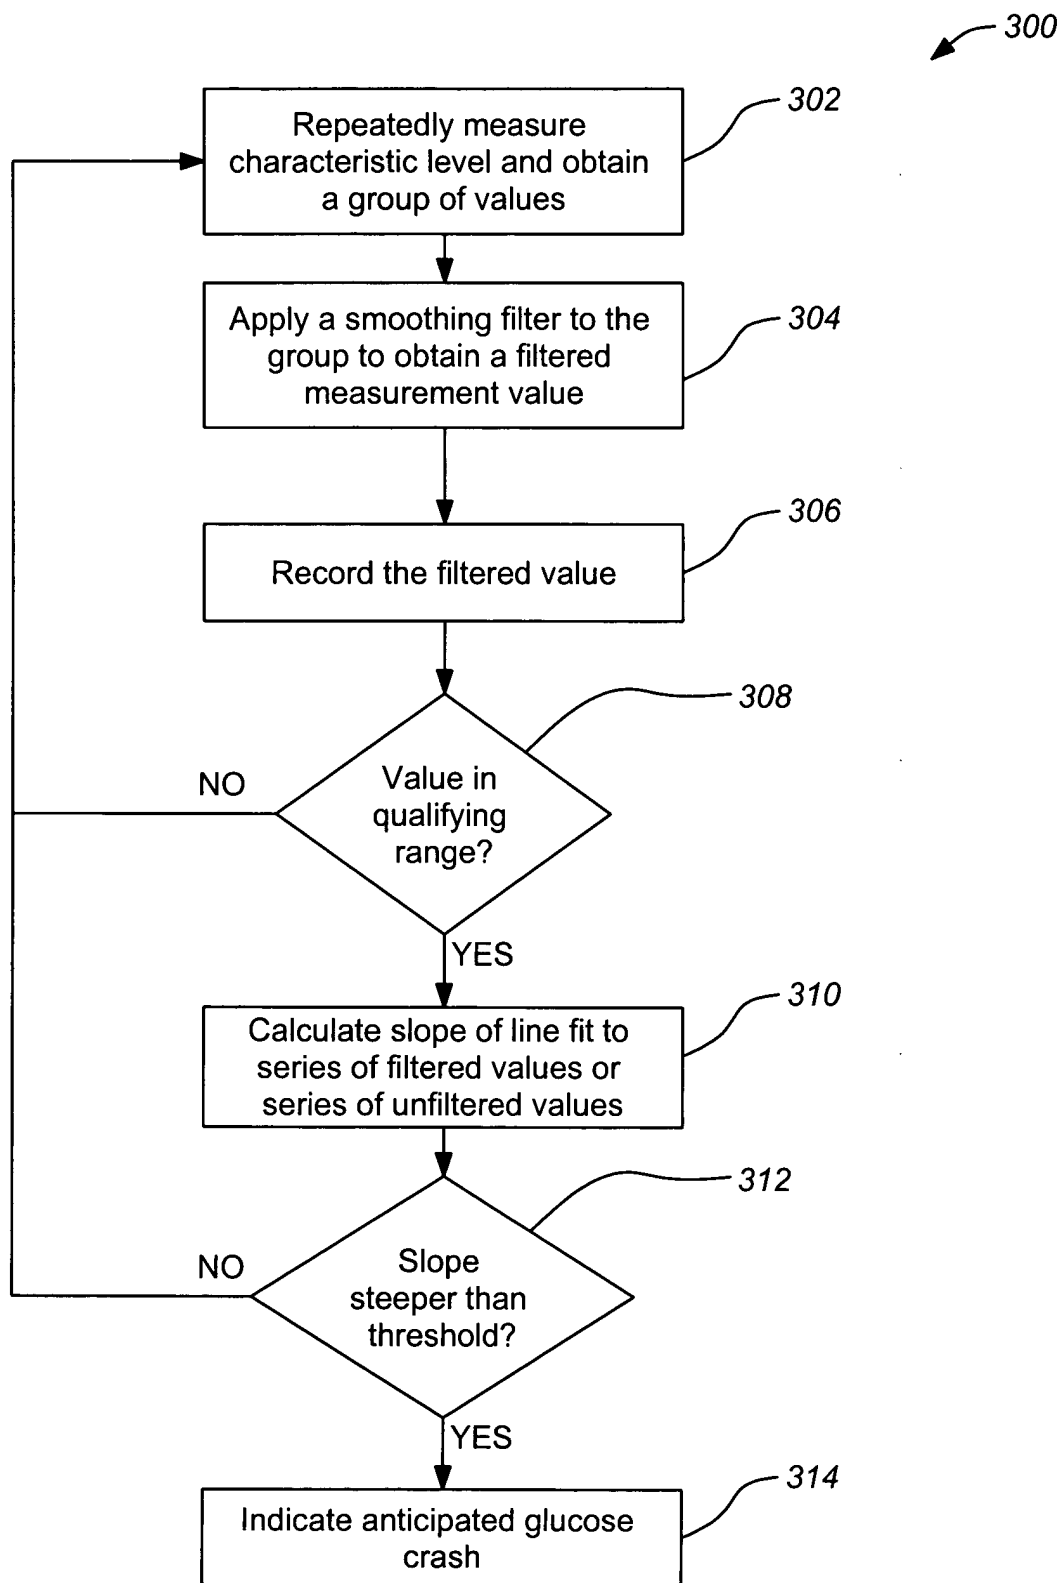 300
302
Repeatedly measure
characteristic level and obtain
a group of values
304
Apply a smoothing filter to the
group to obtain a filtered
measurement value
306
Record the filtered value
308
Value in
qualifying
range?
NO
YES
310
Calculate slope of line fit to
series of filtered values or
series of unfiltered values
312
Slope
steeper than
threshold?
NO
YES
314
Indicate anticipated glucose
crash